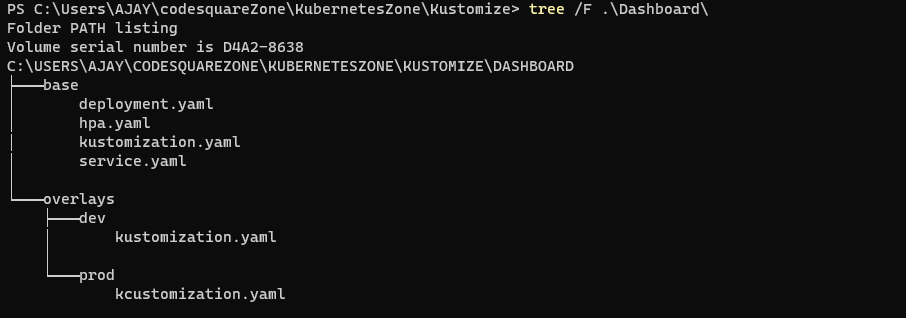 PS C:\Users\AJAY\codesquareZone\KubernetesZone\Kustomize> tree /F .\Dashboard\
Folder PATH listing
Volume serial number is D4A2-8638
C:\USERS\AJAY\CODESQUAREZONE\KUBERNETESZONE\KUSTOMIZE\DASHBOARD
├───base
│       deployment.yaml
│       hpa.yaml
│       kustomization.yaml
│       service.yaml
│
└───overlays
    ├───dev
    │       kustomization.yaml
    │
    └───prod
            kcustomization.yaml